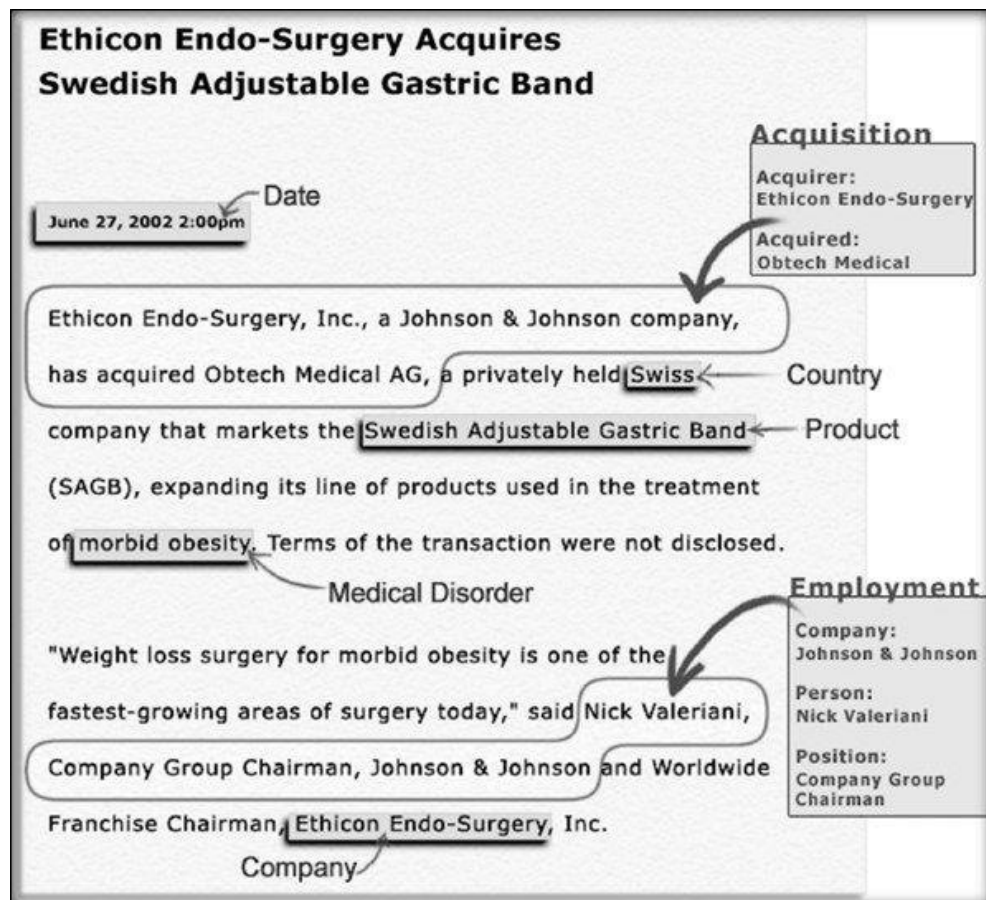 Ethicon Endo-Surgery Acquires
Swedish Adjustable Gastric Band
Acquisition
Acquirer:
Ethicon Endo-Surgery
Acquired:
Obtech Medical
Date
June 27, 2002 2:00pm
Ethicon Endo-Surgery, Inc., a Johnson & Johnson company,
has acquired Obtech Medical AG, a privately held Swiss
Country
company that markets the Swedish Adjustable Gastric Band
Product
(SAGB), expanding its line of products used in the treatment
of morbid obesity. Terms of the transaction were not disclosed.
Medical Disorder
Employment
Company:
Johnson & Johnson
Person:
Nick Valeriani
Position:
Company Group
Chairman
"Weight loss surgery for morbid obesity is one of the
fastest-growing areas of surgery today," said Nick Valeriani,
Company Group Chairman, Johnson & Johnson and Worldwide
Franchise Chairman, Ethicon Endo-Surgery, Inc.
Company